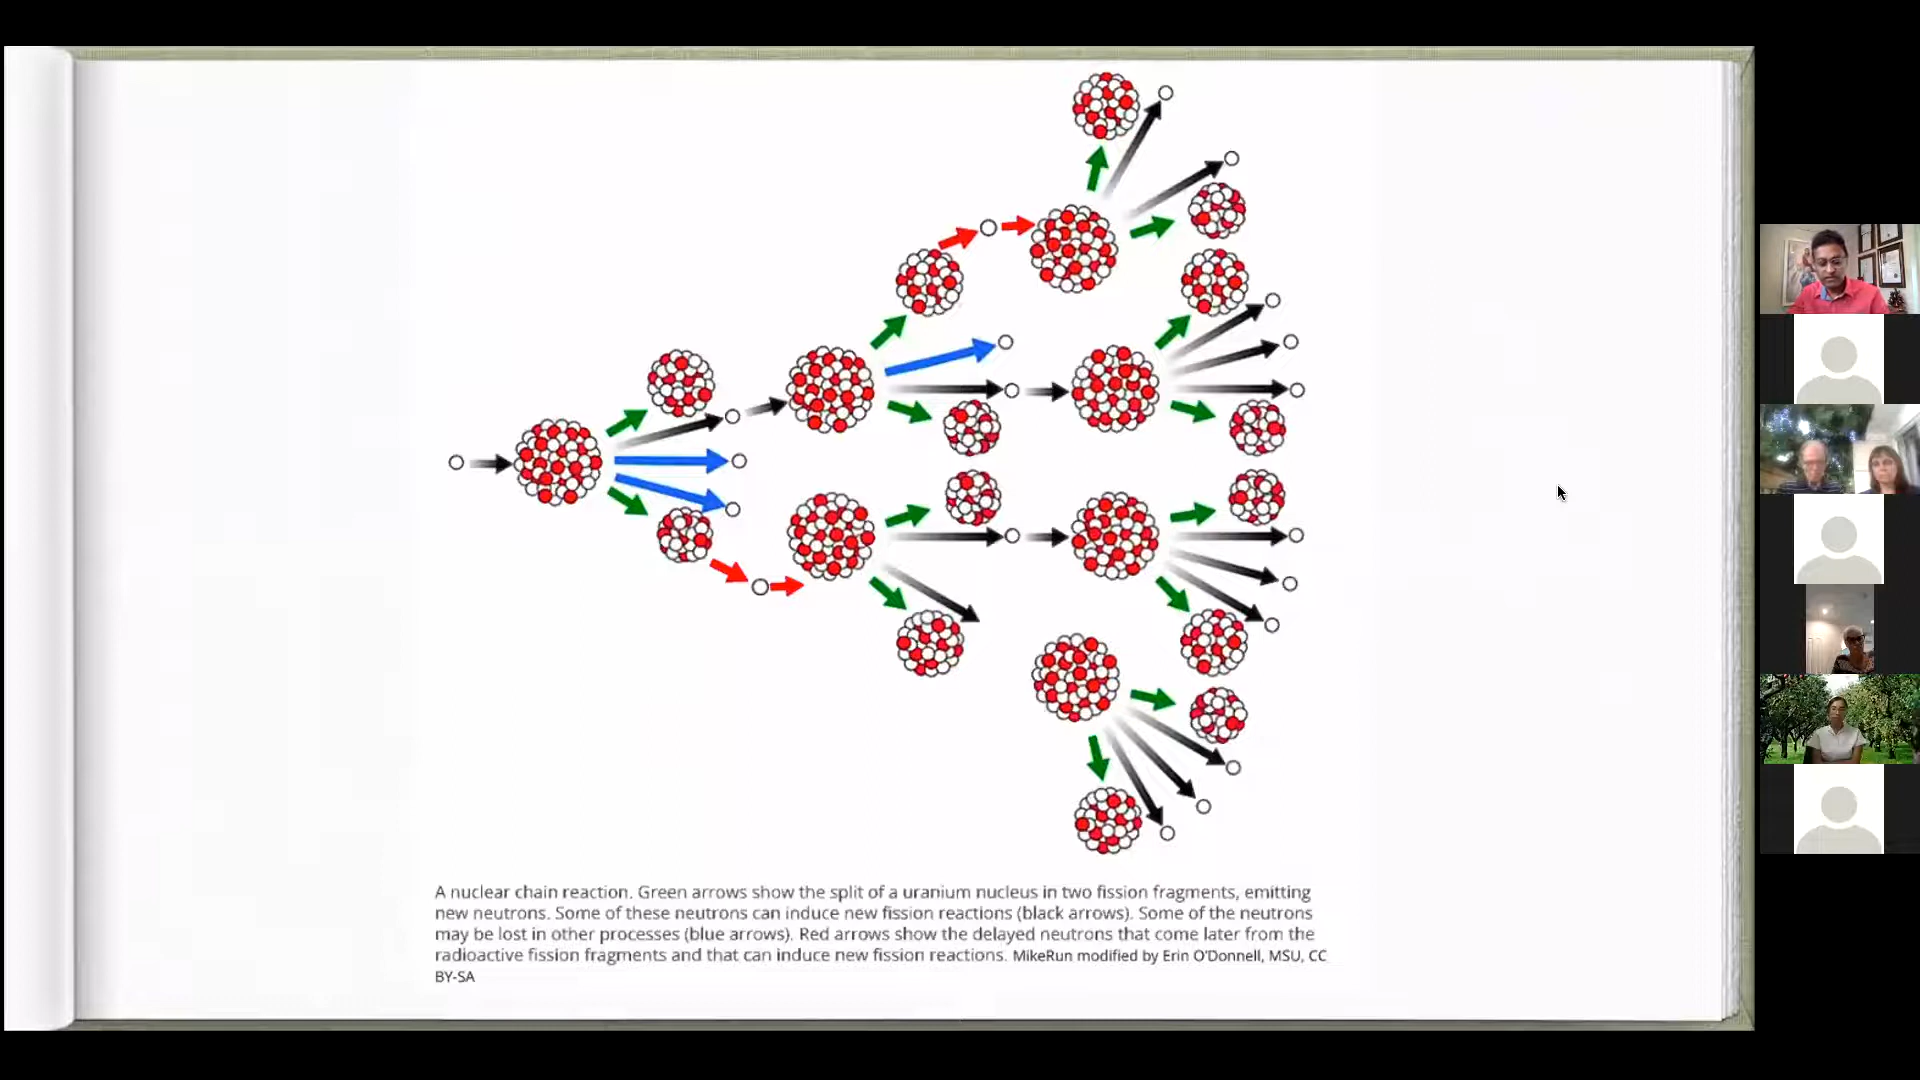 A nuclear chain reaction. Green arrows show the split of a uranium nucleus in two fission fragments, emitting
new neutrons. Some of these neutrons can induce new fission reactions (black arrows). Some of the neutrons
may be lost in other processes (blue arrows). Red arrows show the delayed neutrons that come later from the
radioactive fission fragments and that can induce new fission reactions. MikeRun modified by Erin O'Donnell, MSU, CC
BY-SA